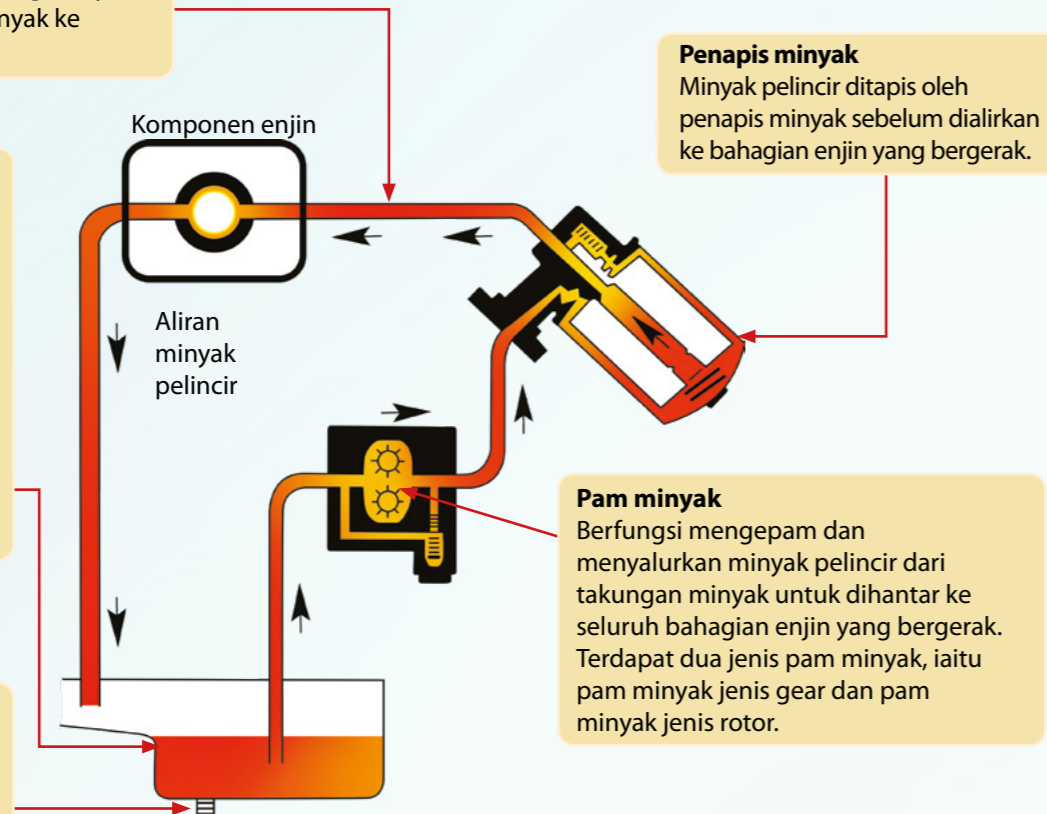 nyak ke
Komponen enjin
Penapis minyak
Minyak pelincir ditapis oleh
penapis minyak sebelum dialirkan
ke bahagian enjin yang bergerak.
Aliran
minyak
pelincir
Pam minyak
Berfungsi mengepam dan
menyalurkan minyak pelincir dari
takungan minyak untuk dihantar ke
seluruh bahagian enjin yang bergerak.
Terdapat dua jenis pam minyak, iaitu
pam minyak jenis gear dan pam
minyak jenis rotor.